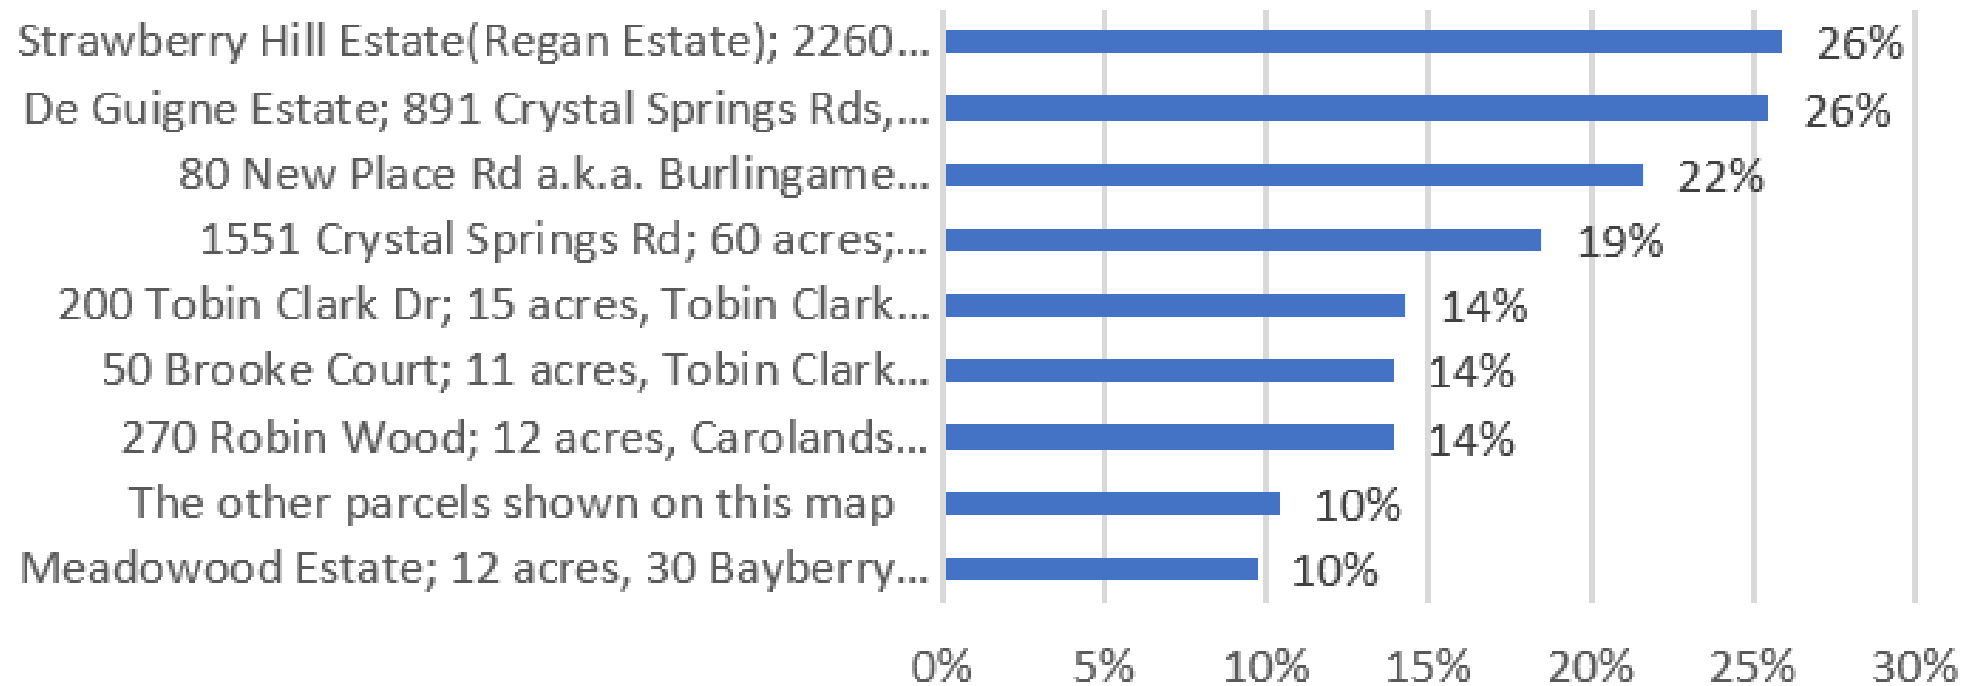 Strawberry Hill Estate(Regan Estate); 2260... 26%
De Guigne Estate; 891 Crystal Springs Rds,... 26%
80 New Place Rd a.k.a. Burlingame... 22%
1551 Crystal Springs Rd; 60 acres;... 19%
200 Tobin Clark Dr; 15 acres, Tobin Clark... 14%
50 Brooke Court; 11 acres, Tobin Clark... 14%
270 Robin Wood; 12 acres, Carolands... 14%
The other parcels shown on this map 10%
Meadowood Estate; 12 acres, 30 Bayberry... 10%
0% 5% 10% 15% 20% 25% 30%